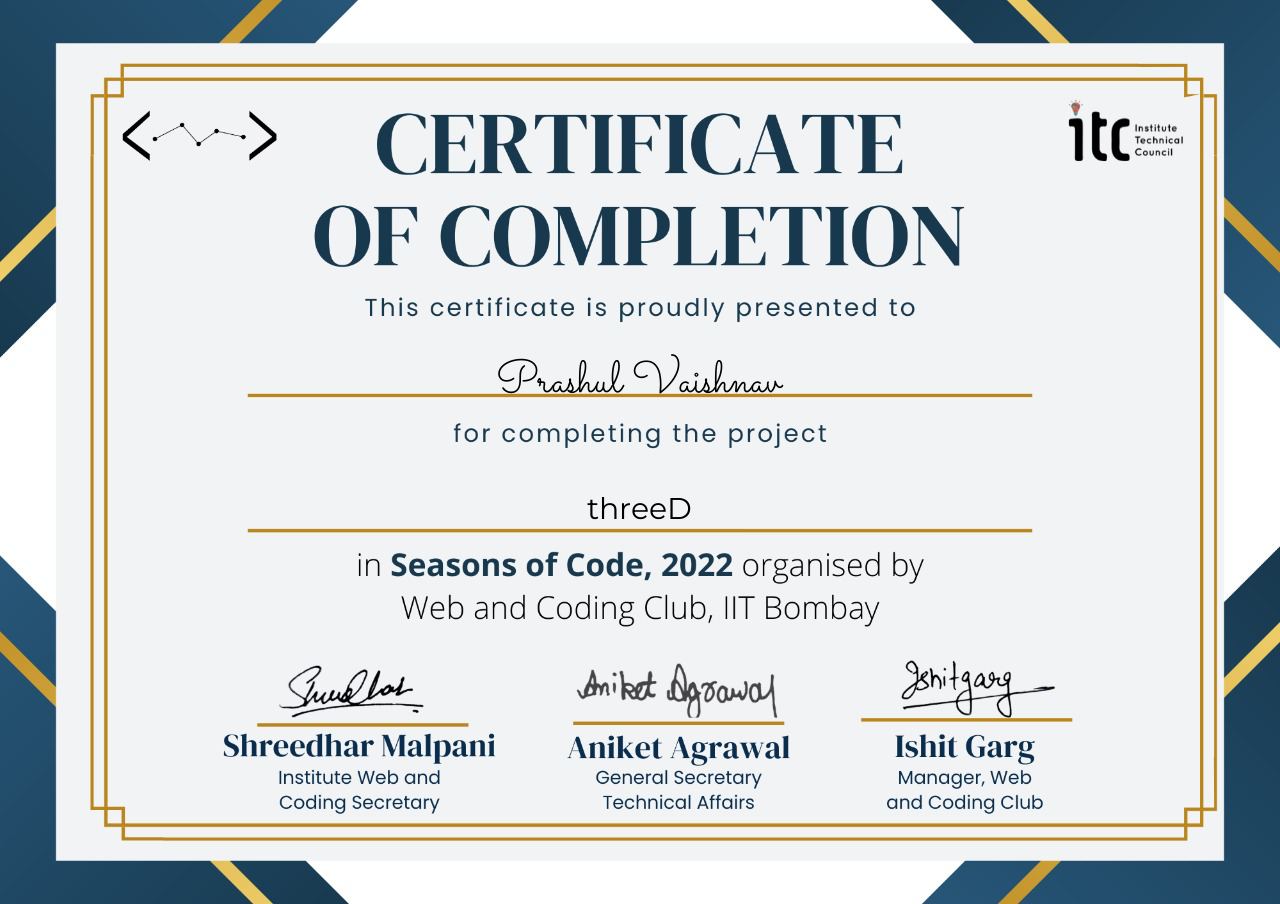 CERTIFICATE
OF COMPLETION
itc Institute
Technical
Council
This certificate is proudly presented to
Prashul Vaishnav
for completing the project
threeD
in Seasons of Code, 2022 organised by
Web and Coding Club, IIT Bombay
Shreedhar
Aniket Agrawal
Ishitgarg
Shreedhar Malpani
Aniket Agrawal
Ishit Garg
Institute Web and
Coding Secretary
General Secretary
Technical Affairs
Manager, Web
and Coding Club